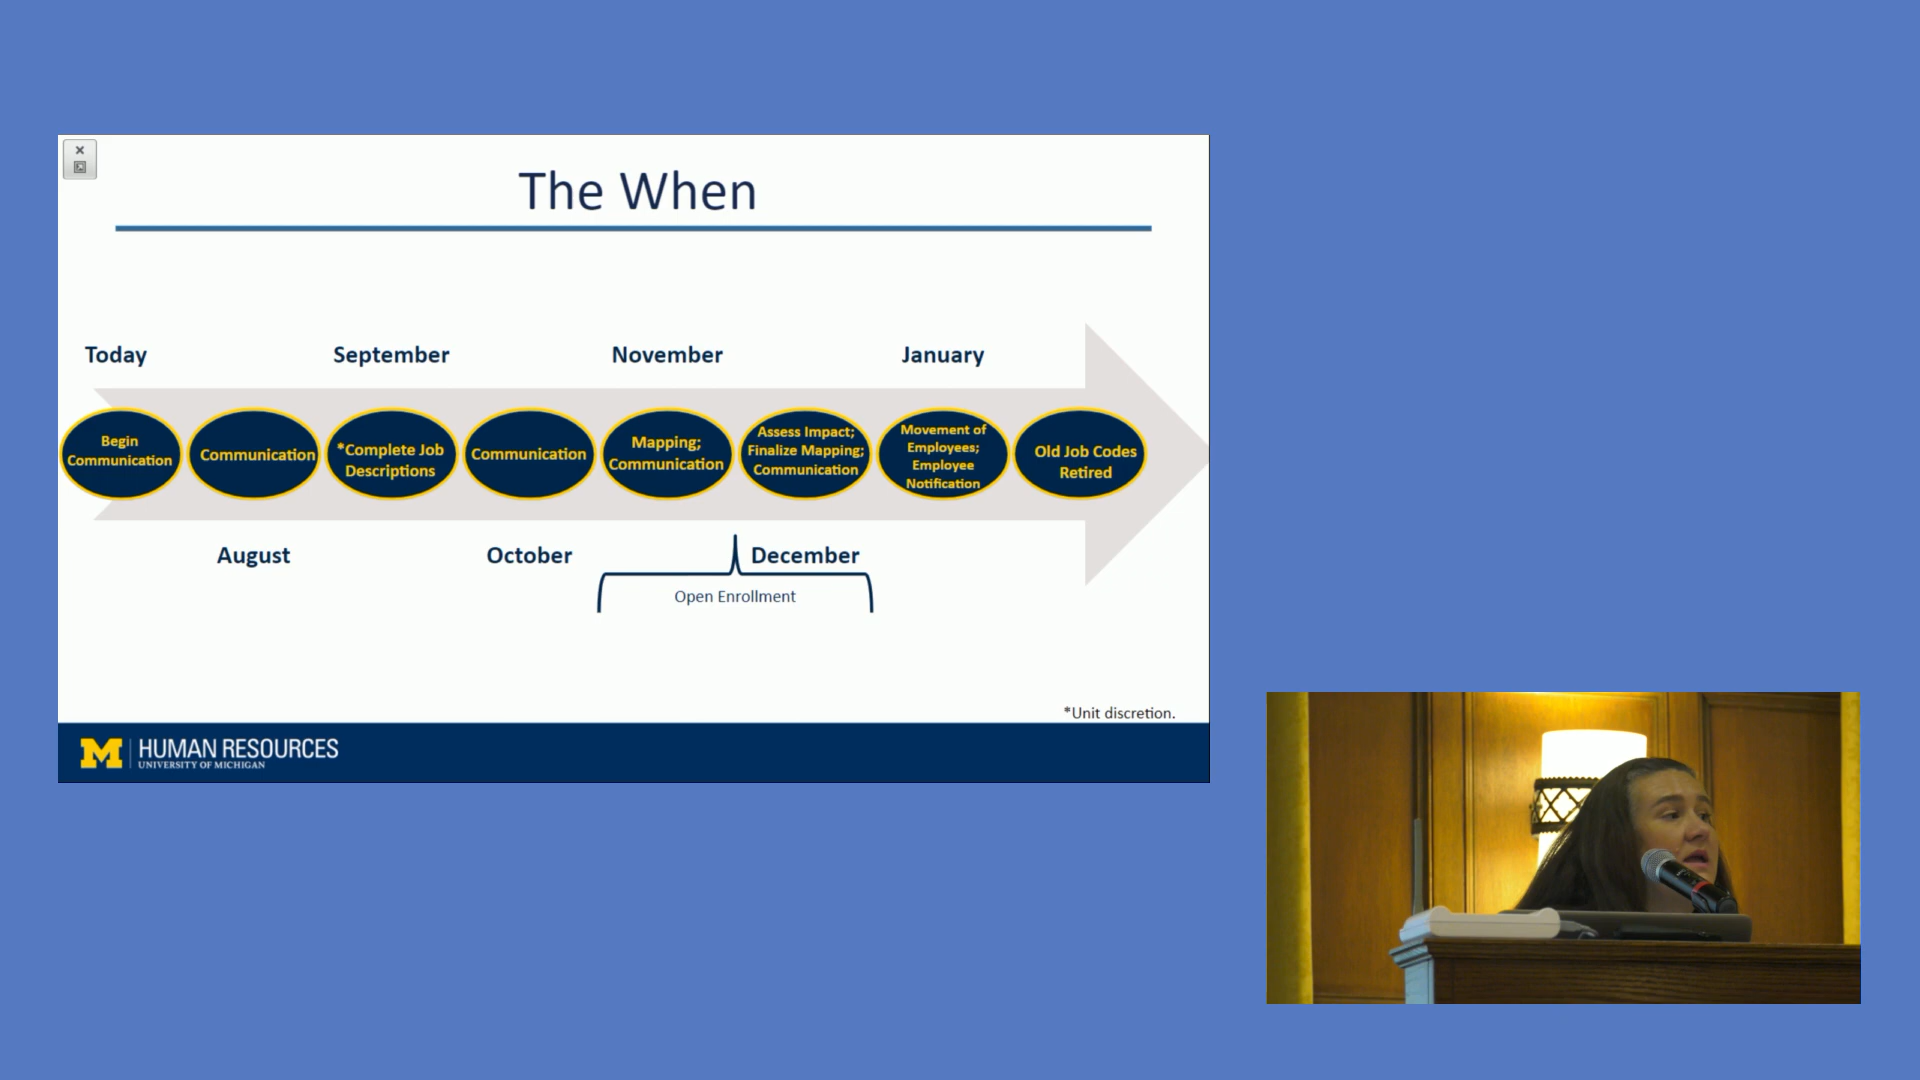 The When
Today
September
November
January
Begin
Communication
Communication
*Complete Job
Descriptions
Communication
Mapping;
Communication
Assess Impact;
Finalize Mapping;
Communication
Movement of
Employees;
Employee
Notification
Old Job Codes
Retired
August
October
December
Open Enrollment
*Unit discretion.
M
HUMAN RESOURCES
UNIVERSITY OF MICHIGAN